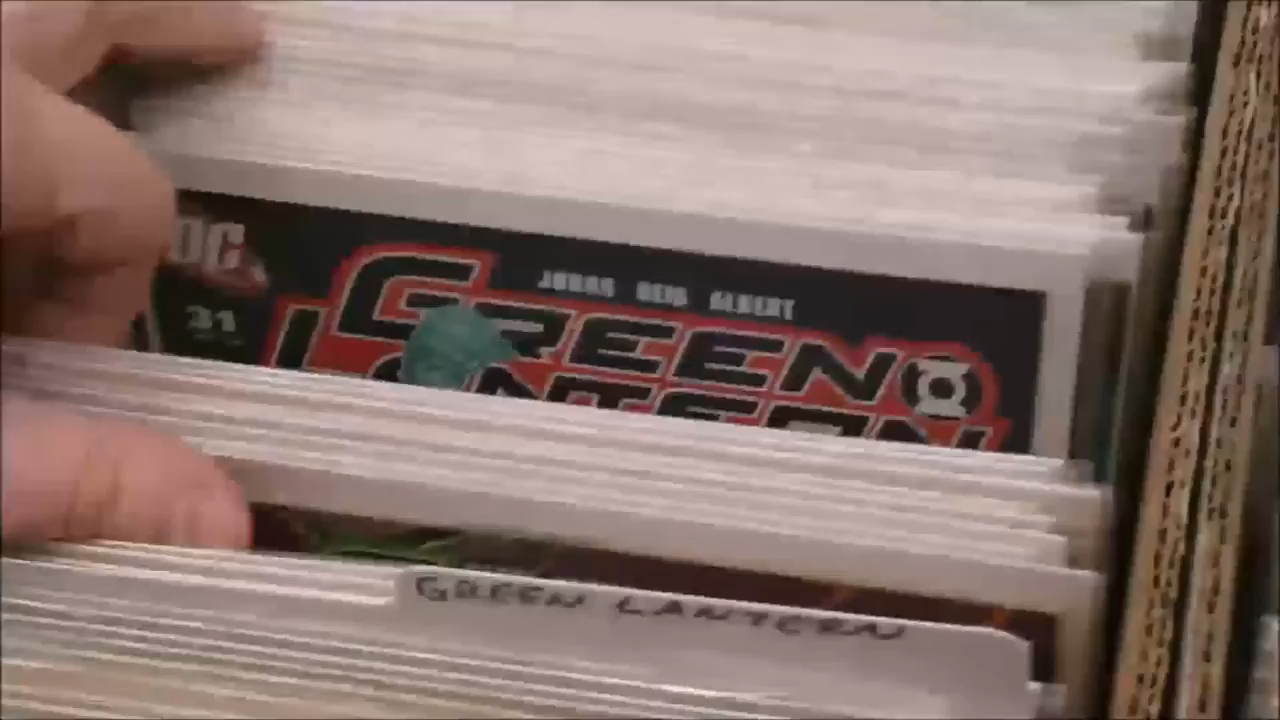 DC
JOHNS REIS ALBERT
31
GREEN
LANTERN
GREEN LANTERN